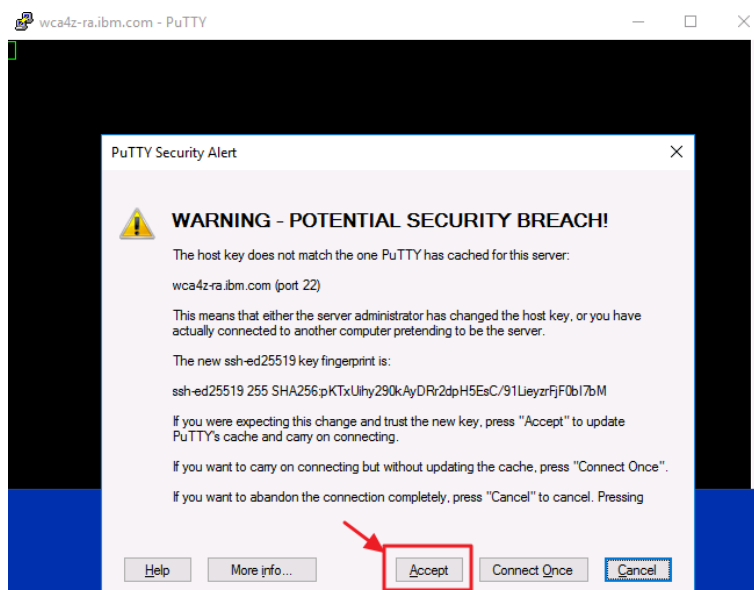 wca4z-ra.ibm.com - PuTTY
PuTTY Security Alert
WARNING - POTENTIAL SECURITY BREACH!
The host key does not match the one PuTTY has cached for this server:
wca4z-ra.ibm.com (port 22)
This means that either the server administrator has changed the host key, or you have
actually connected to another computer pretending to be the server.
The new ssh-ed25519 key fingerprint is:
ssh-ed25519 255 SHA256:pKTxUihy290kAyDRr2dpH5EsC/91LieyzrFjF0bI7bM
If you were expecting this change and trust the new key, press "Accept" to update
PuTTY's cache and carry on connecting.
If you want to carry on connecting but without updating the cache, press "Connect Once".
If you want to abandon the connection completely, press "Cancel" to cancel. Pressing
Help More info... Accept Connect Once Cancel